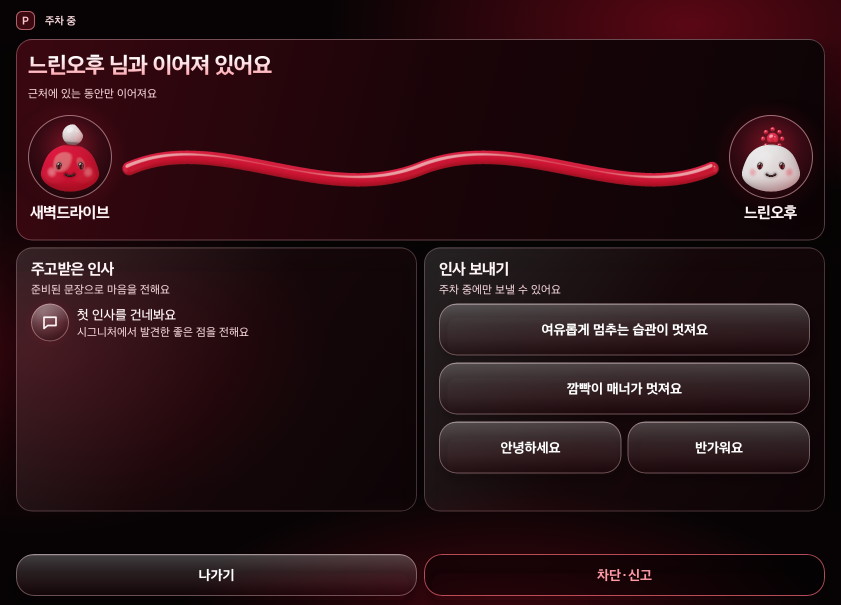 P 주차 중
느린오후 님과 이어져 있어요
근처에 있는 동안만 이어져요
새벽드라이브
느린오후
주고받은 인사
준비된 문장으로 마음을 전해요
첫 인사를 건네봐요
시그니처에서 발견한 좋은 점을 전해요
인사 보내기
주차 중에만 보낼 수 있어요
여유롭게 멈추는 습관이 멋져요
깜빡이 매너가 멋져요
안녕하세요
반가워요
나가기
차단·신고